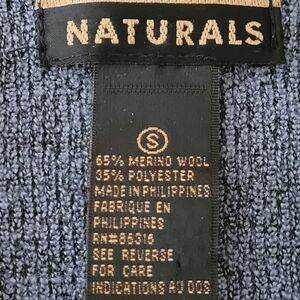 NATURALS
S
65% MERINO WOOL
35% POLYESTER
MADE IN PHILIPPINES
FABRIQUE EN
PHILIPPINES
RN#85315
SEE REVERSE
FOR CARE
INDICATIONS AU DOS